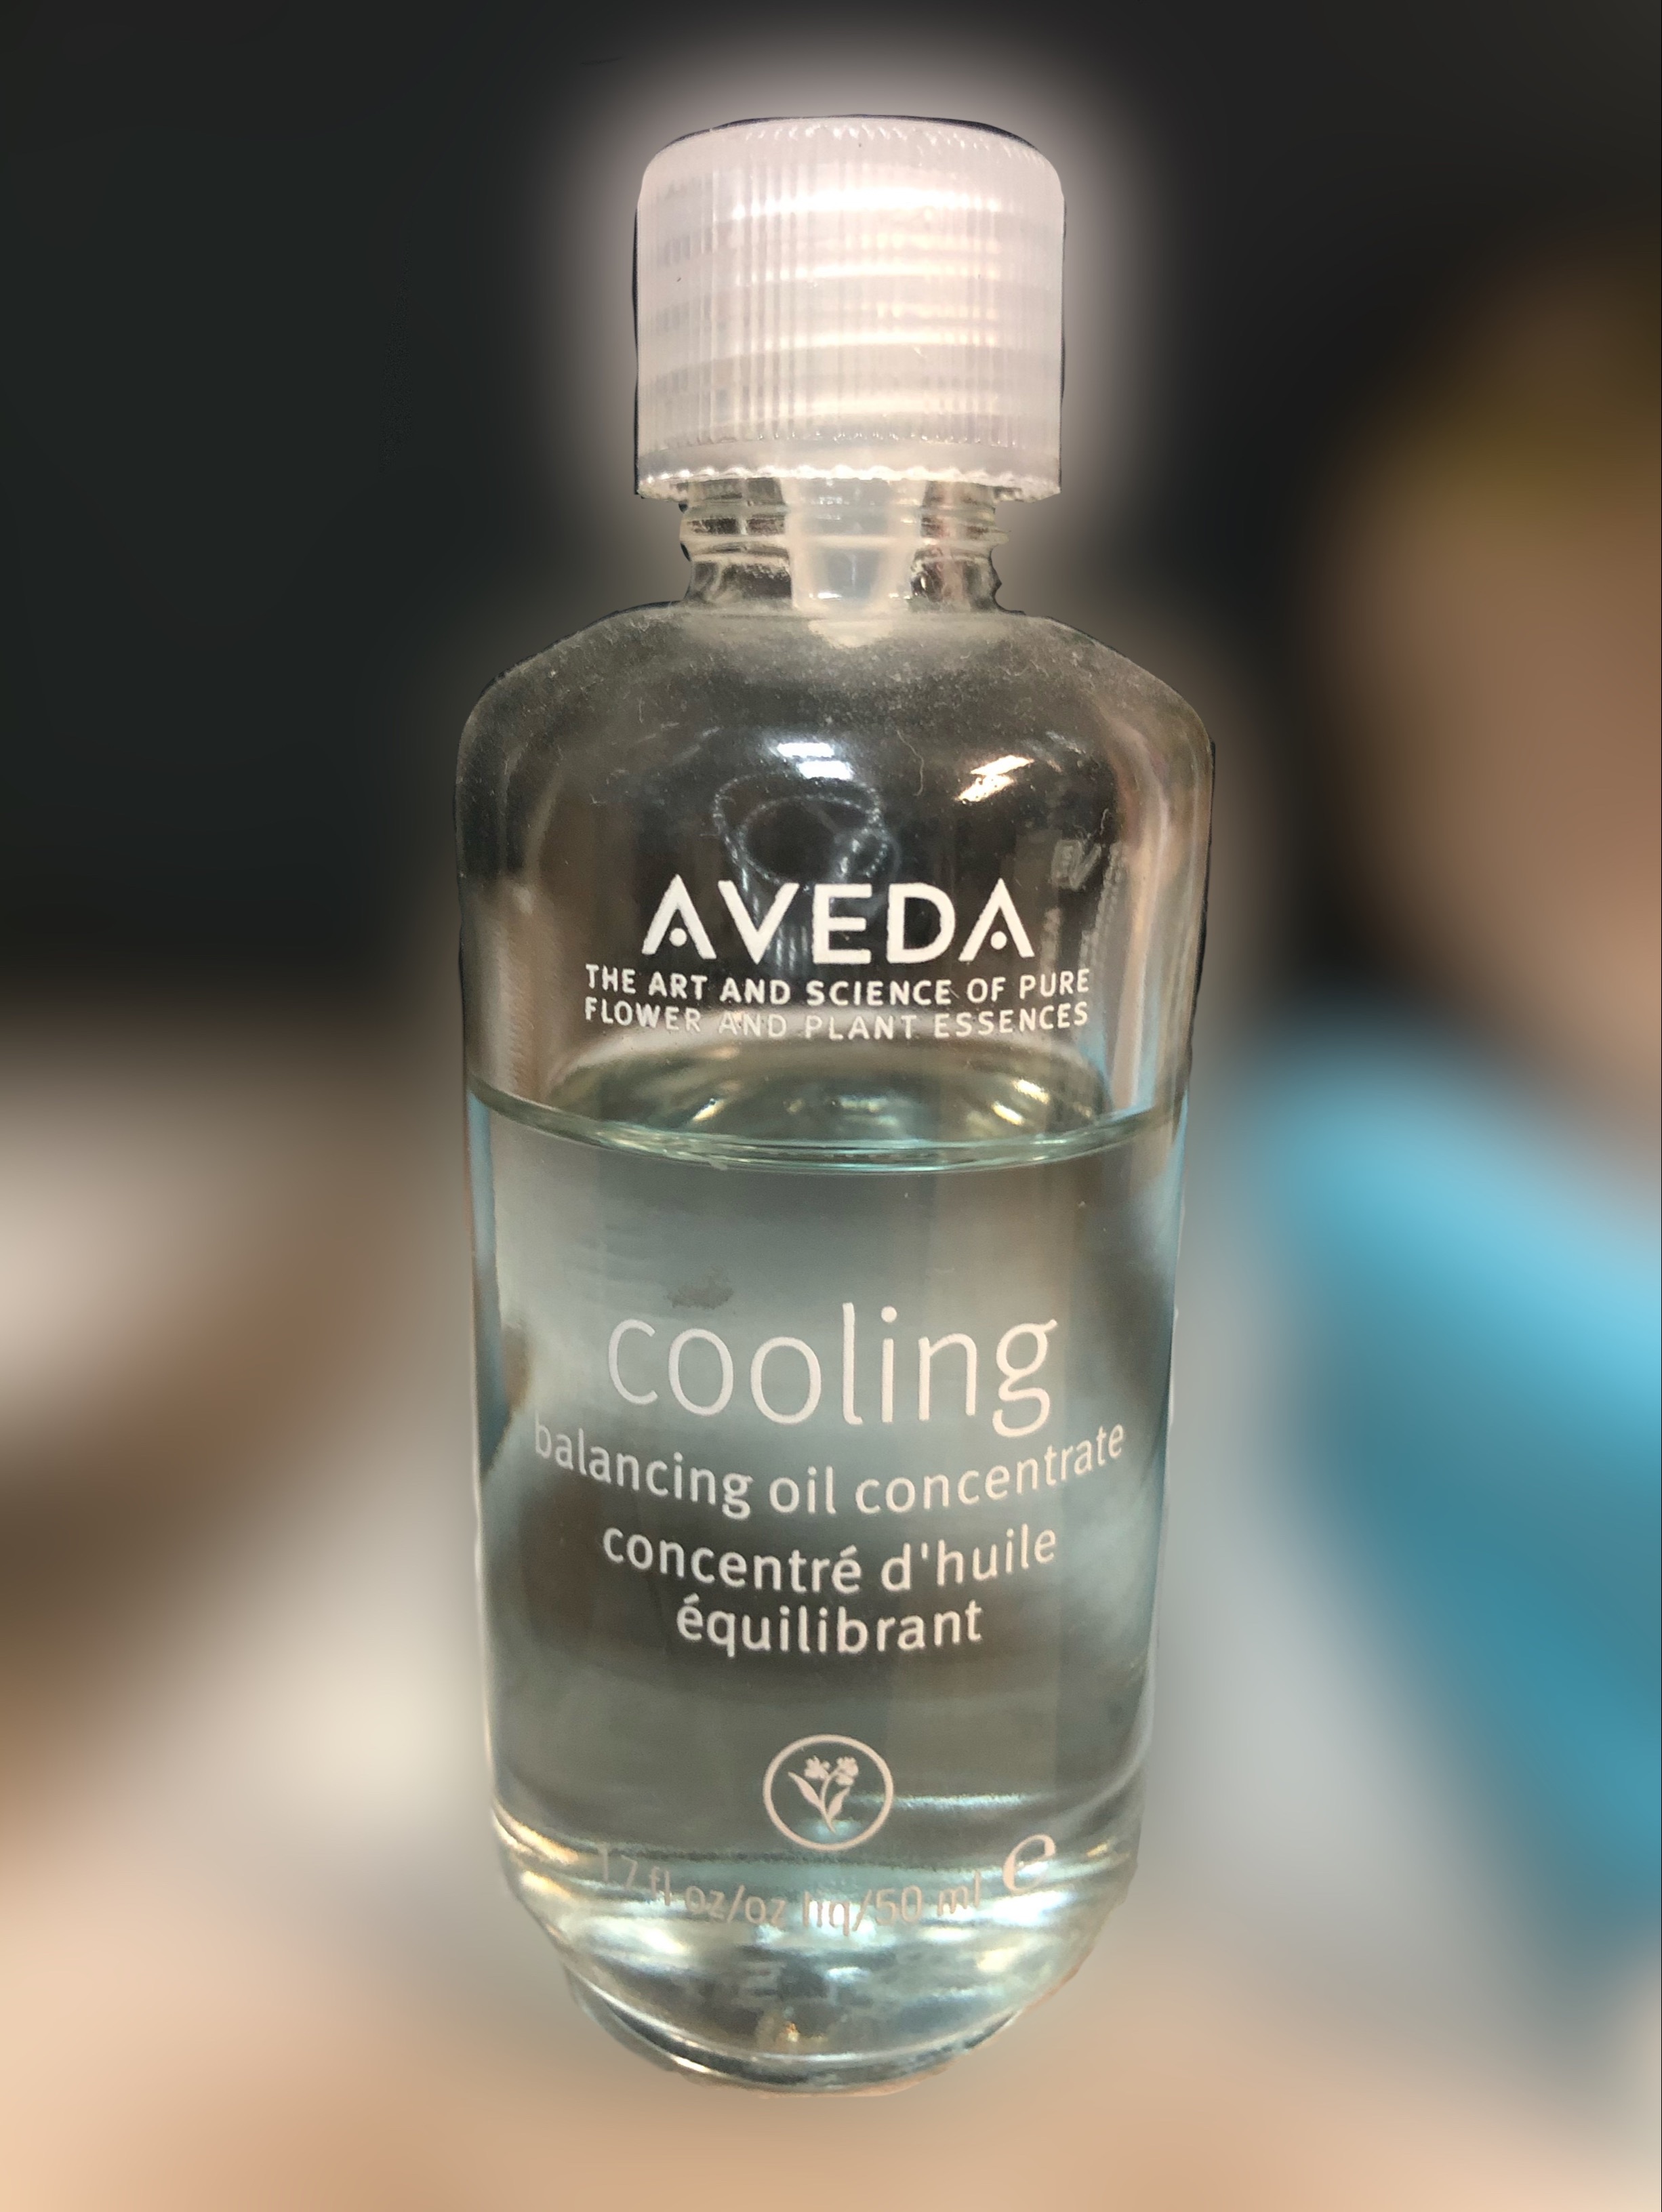 AVEDA
THE ART AND SCIENCE OF PURE
FLOWER AND PLANT ESSENCES
cooling
balancing oil concentrate
concentré d'huile
équilibrant
1.7 fl oz/oz liq/50 ml e